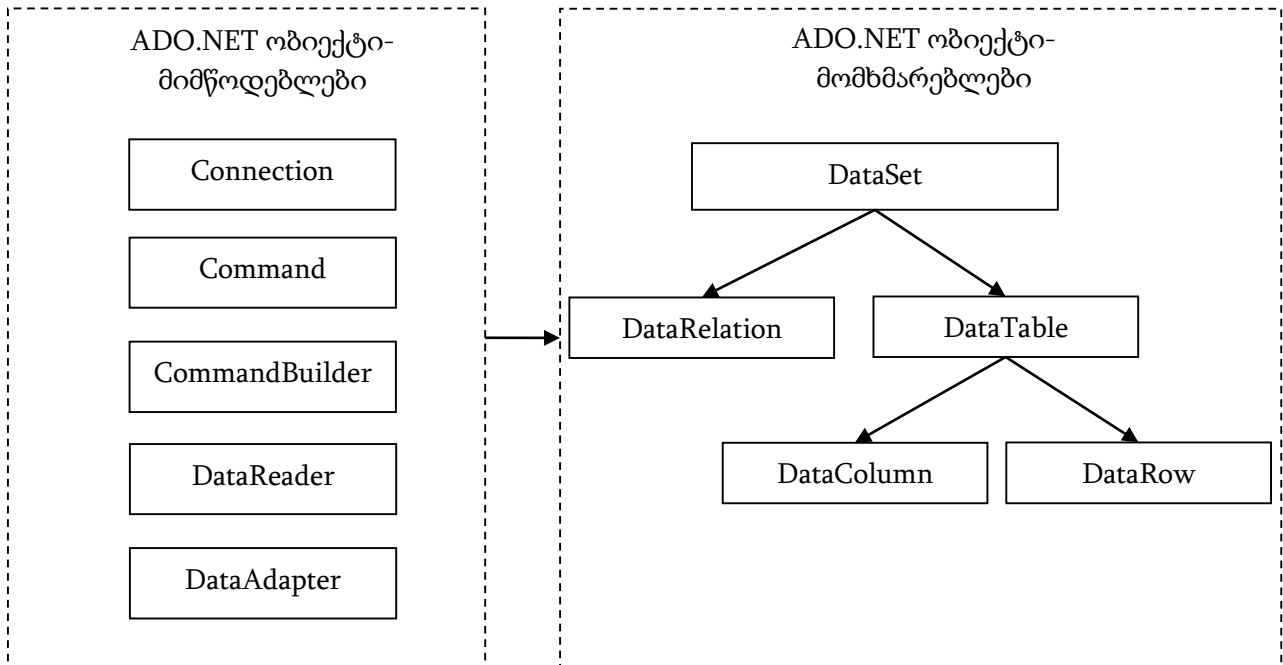 ADO.NET ობიექტი-
მიმწოდებლები
Connection
Command
CommandBuilder
DataReader
DataAdapter
ADO.NET ობიექტი-
მომხმარებლები
DataSet
DataRelation
DataTable
DataColumn
DataRow